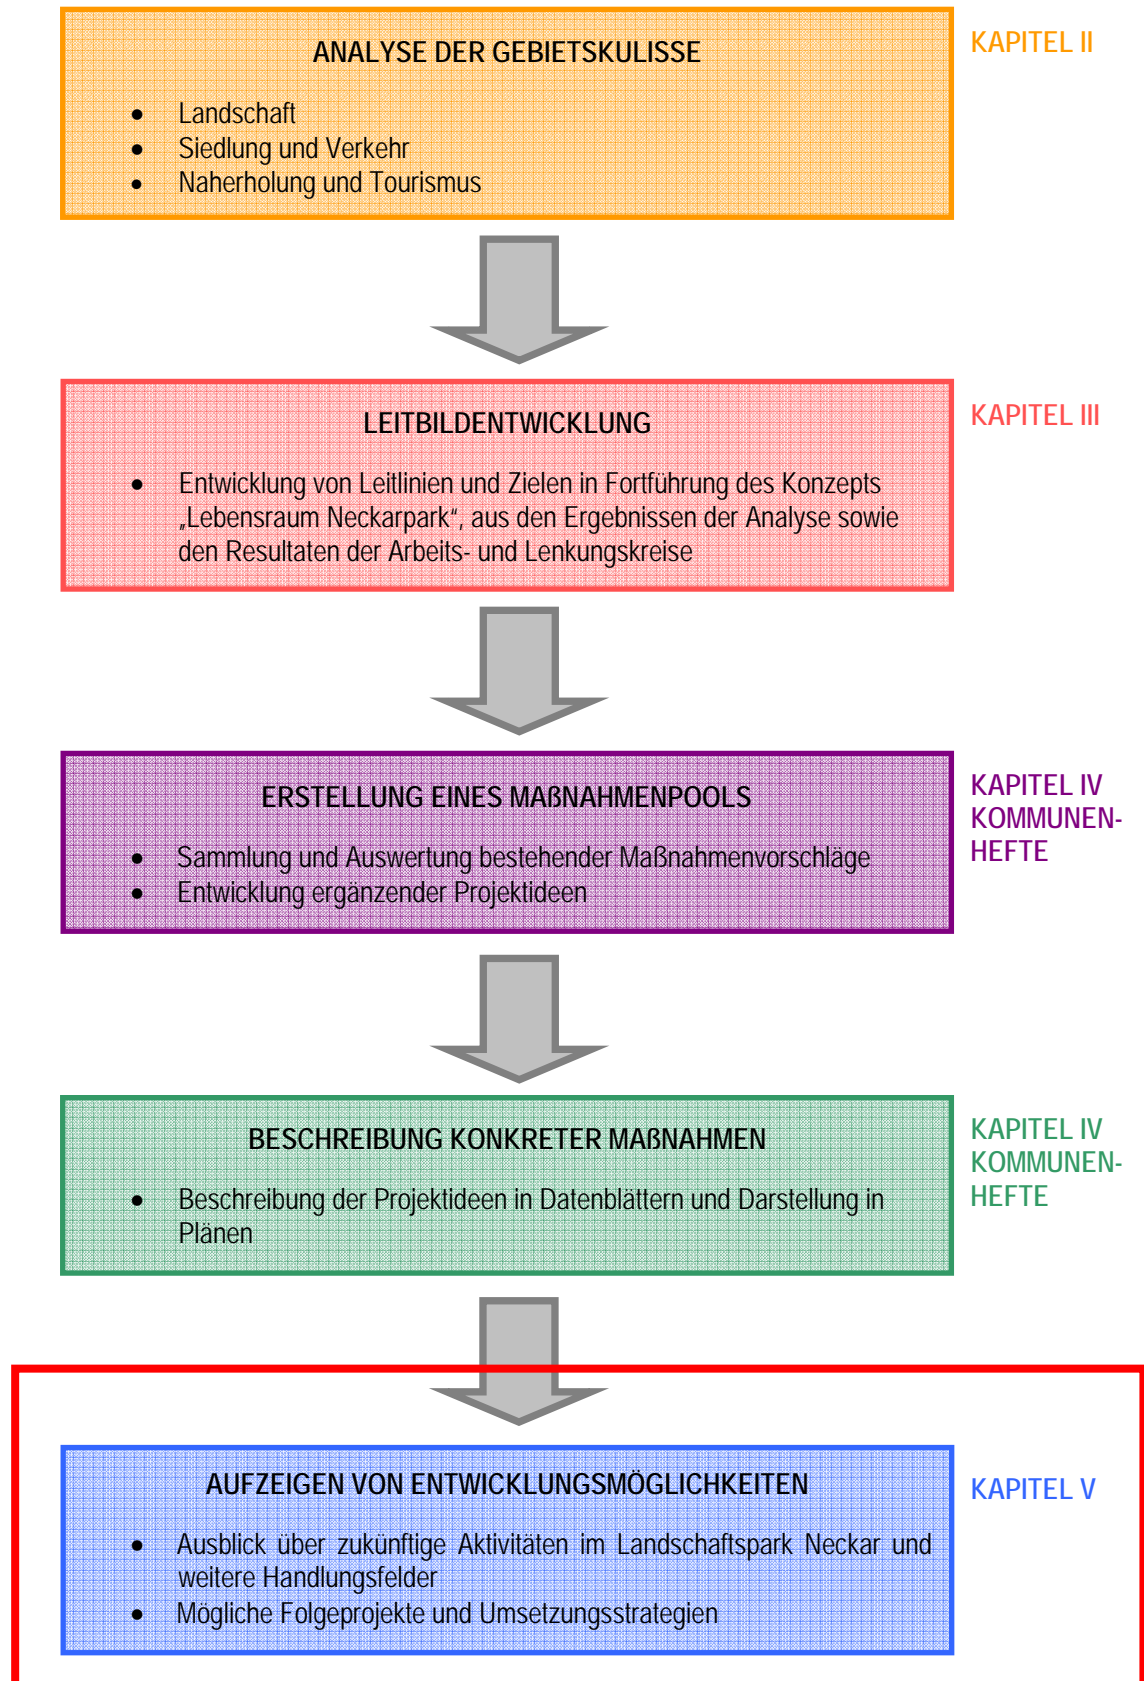 ANALYSE DER GEBIETSKULISSE
KAPITEL II
• Landschaft
• Siedlung und Verkehr
• Naherholung und Tourismus
LEITBILDENTWICKLUNG
KAPITEL III
• Entwicklung von Leitlinien und Zielen in Fortführung des Konzepts
„Lebensraum Neckarpark“, aus den Ergebnissen der Analyse sowie
den Resultaten der Arbeits- und Lenkungskreise
ERSTELLUNG EINES MAßNAHMENPOOLS
KAPITEL IV
KOMMUNEN-
HEFTE
• Sammlung und Auswertung bestehender Maßnahmenvorschläge
• Entwicklung ergänzender Projektideen
BESCHREIBUNG KONKRETER MAßNAHMEN
KAPITEL IV
KOMMUNEN-
HEFTE
• Beschreibung der Projektideen in Datenblättern und Darstellung in
Plänen
AUFZEIGEN VON ENTWICKLUNGSMÖGLICHKEITEN
KAPITEL V
• Ausblick über zukünftige Aktivitäten im Landschaftspark Neckar und
weitere Handlungsfelder
• Mögliche Folgeprojekte und Umsetzungsstrategien